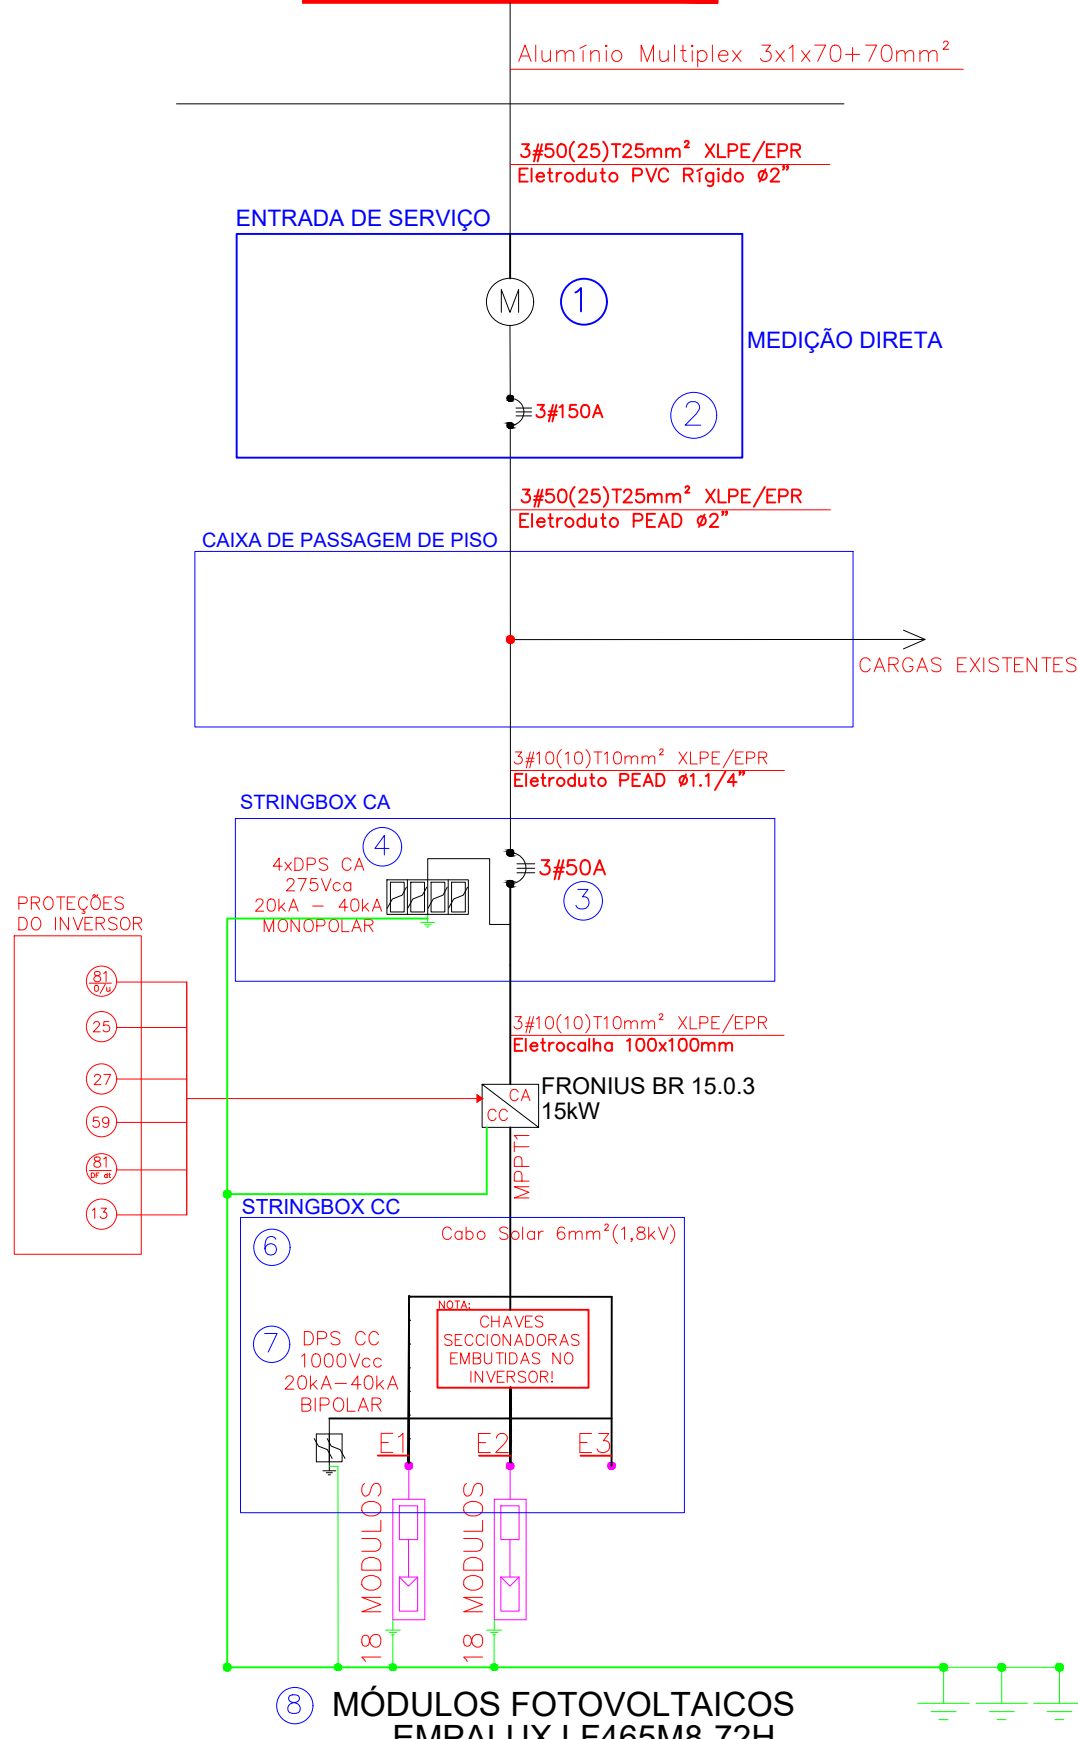 Alumínio Multiplex 3x1x70+70mm²
3#50(25)T25mm² XLPE/EPR
Eletroduto PVC Rígido ø2"
ENTRADA DE SERVIÇO
M
1
MEDIÇÃO DIRETA
3#150A
2
3#50(25)T25mm² XLPE/EPR
Eletroduto PEAD ø2"
CAIXA DE PASSAGEM DE PISO
CARGAS EXISTENTES
3#10(10)T10mm² XLPE/EPR
Eletroduto PEAD ø1.1/4"
STRINGBOX CA
4
4xDPS CA
275Vca
20kA - 40kA
MONOPOLAR
3#50A
3
PROTEÇÕES
DO INVERSOR
81
O/u
25
27
59
81
DF dt
13
3#10(10)T10mm² XLPE/EPR
Eletrocalha 100x100mm
CA
CC
FRONIUS BR 15.0.3
15kW
MPPT1
STRINGBOX CC
Cabo Solar 6mm²(1,8kV)
6
NOTA:
CHAVES
SECCIONADORAS
EMBUTIDAS NO
INVERSOR!
7
DPS CC
1000Vcc
20kA-40kA
BIPOLAR
E1
E2
E3
18 MODULOS
18 MODULOS
8
MÓDULOS FOTOVOLTAICOS
EMPALUX LF465M8-72H